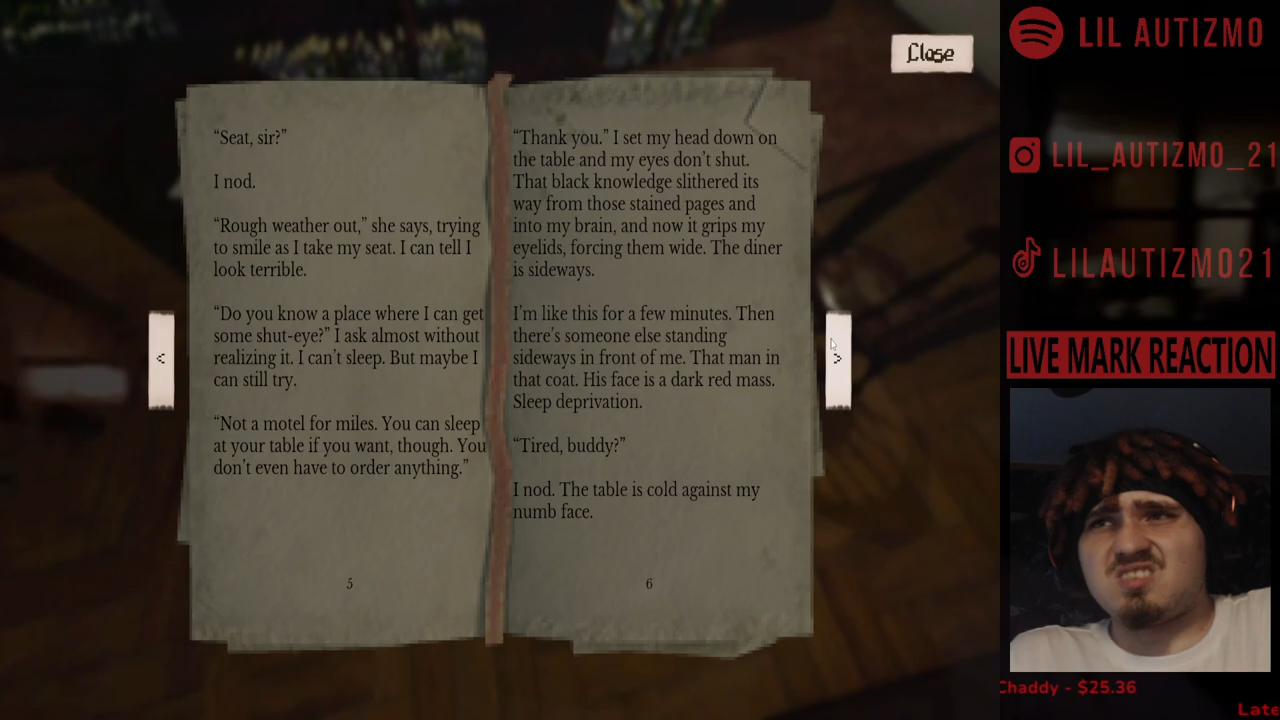 Close
“Seat, sir?”
I nod.
“Rough weather out,” she says, trying
to smile as I take my seat. I can tell I
look terrible.
“Do you know a place where I can get
some shut-eye?” I ask almost without
realizing it. I can’t sleep. But maybe I
can still try.
“Not a motel for miles. You can sleep
at your table if you want, though. You
don’t even have to order anything.”
5
“Thank you.” I set my head down on
the table and my eyes don’t shut.
That black knowledge slithered its
way from those stained pages and
into my brain, and now it grips my
eyelids, forcing them wide. The diner
is sideways.
I’m like this for a few minutes. Then
there’s someone else standing
sideways in front of me. That man in
that coat. His face is a dark red mass.
Sleep deprivation.
“Tired, buddy?”
I nod. The table is cold against my
numb face.
6
<
>
LIL AUTIZMO
LIL_AUTIZMO_21
LILAUTIZMO21
LIVE MARK REACTION
Chaddy - $25.36
Late